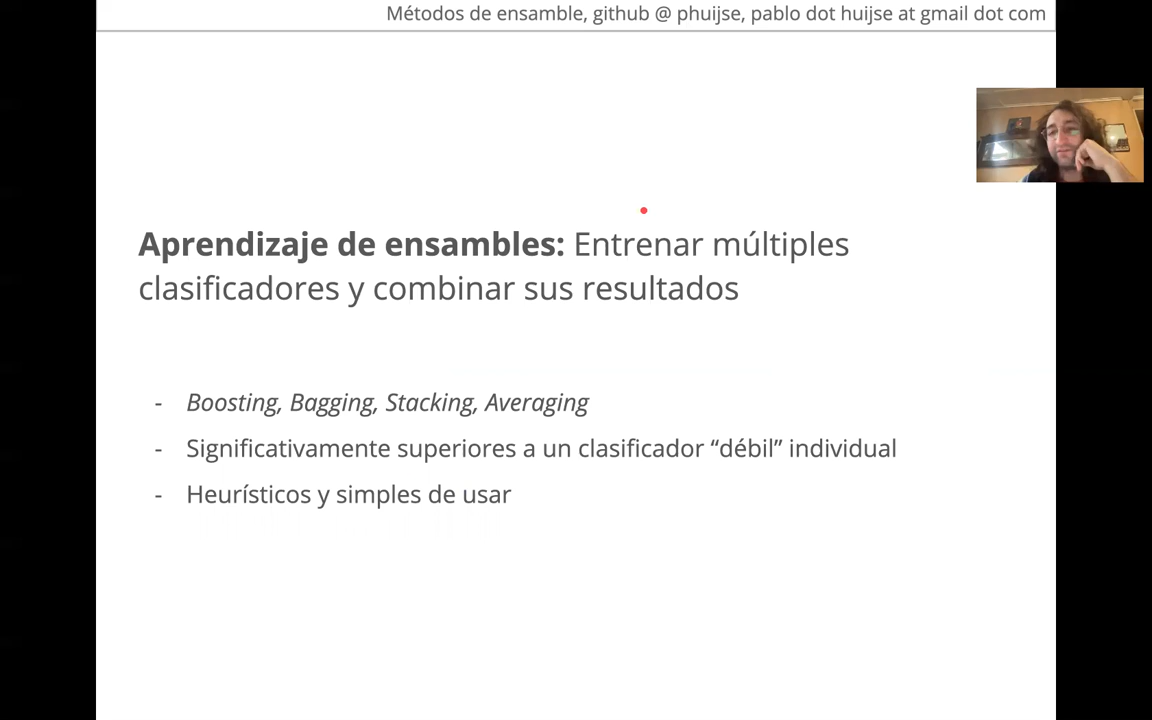 Métodos de ensamble, github @ phuijse, pablo dot huijse at gmail dot com
Aprendizaje de ensambles: Entrenar múltiples
clasificadores y combinar sus resultados
- Boosting, Bagging, Stacking, Averaging
- Significativamente superiores a un clasificador “débil” individual
- Heurísticos y simples de usar